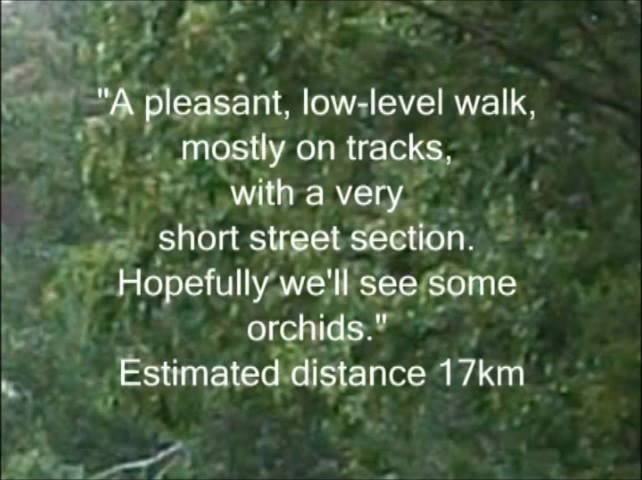 "A pleasant, low-level walk,
mostly on tracks,
with a very
short street section.
Hopefully we'll see some
orchids."
Estimated distance 17km